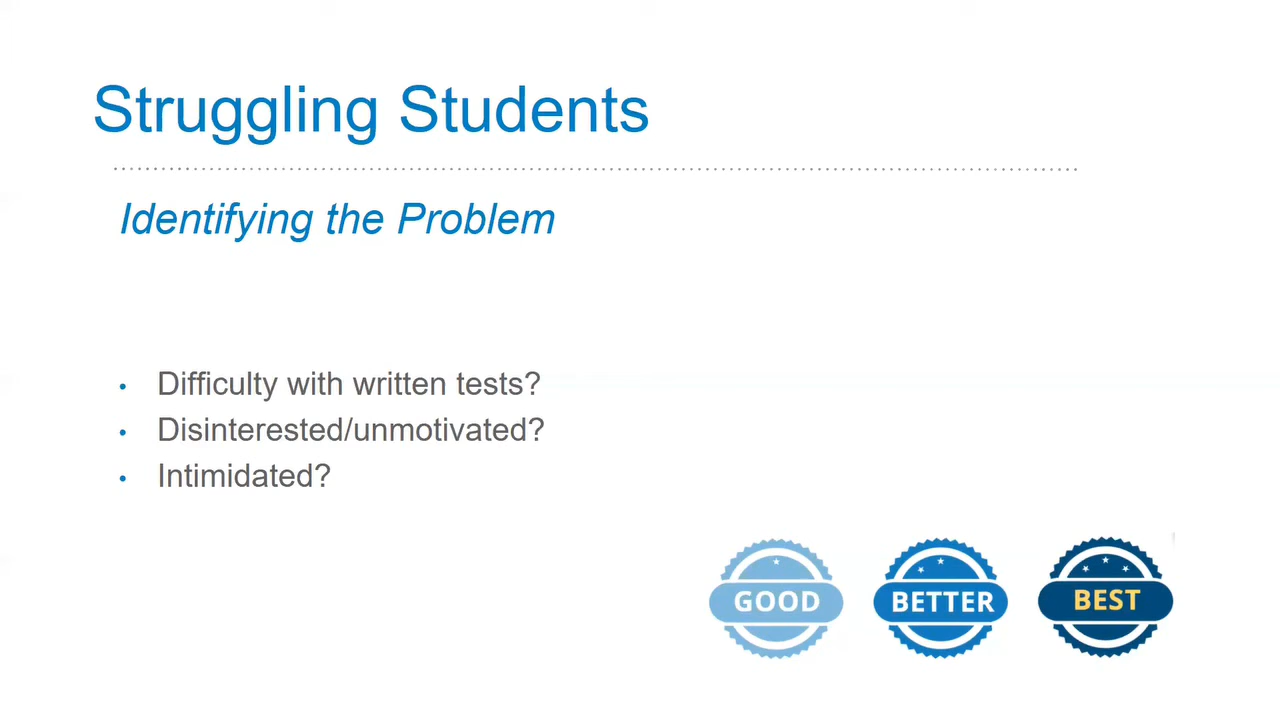 Struggling Students
Identifying the Problem
• Difficulty with written tests?
• Disinterested/unmotivated?
• Intimidated?
GOOD
BETTER
BEST